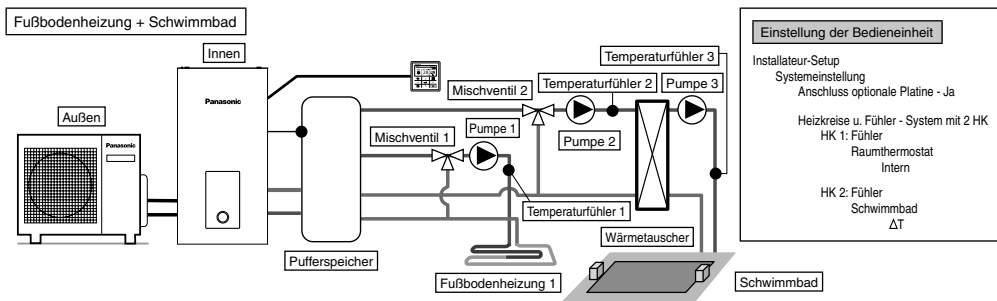 Fußbodenheizung + Schwimmbad
Innen
Außen
Panasonic
Panasonic
Pufferspeicher
Mischventil 1
Pumpe 1
Temperaturfühler 1
Fußbodenheizung 1
Mischventil 2
Temperaturfühler 2
Pumpe 2
Temperaturfühler 3
Pumpe 3
Wärmetauscher
Schwimmbad
Einstellung der Bedieneinheit
Installateur-Setup
Systemeinstellung
Anschluss optionale Platine - Ja
Heizkreise u. Fühler - System mit 2 HK
HK 1: Fühler
Raumthermostat
Intern
HK 2: Fühler
Schwimmbad
ΔT